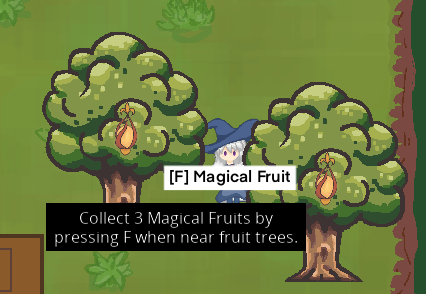 [F] Magical Fruit
Collect 3 Magical Fruits by
pressing F when near fruit trees.